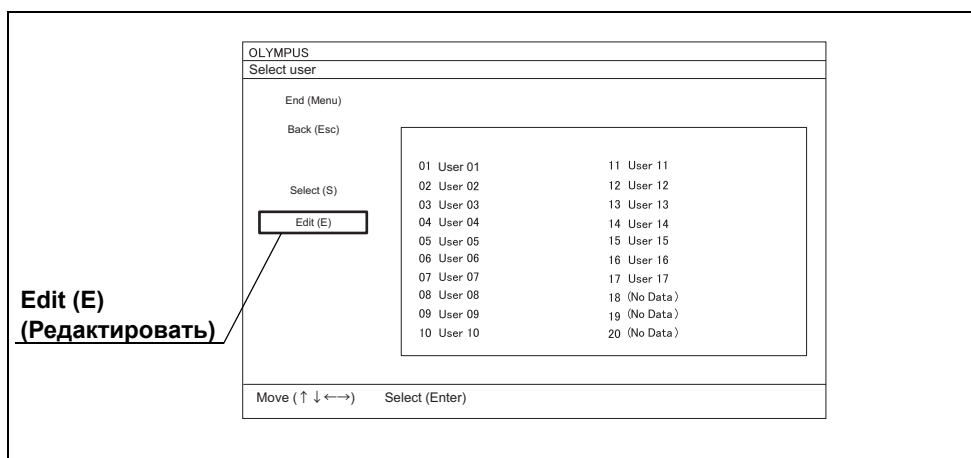 OLYMPUS
Select user
End (Menu)
Back (Esc)
Select (S)
Edit (E)
01 User 01
02 User 02
03 User 03
04 User 04
05 User 05
06 User 06
07 User 07
08 User 08
09 User 09
10 User 10
11 User 11
12 User 12
13 User 13
14 User 14
15 User 15
16 User 16
17 User 17
18 (No Data)
19 (No Data)
20 (No Data)
Edit (E)
(Редактировать)
Move (↑↓←→) Select (Enter)